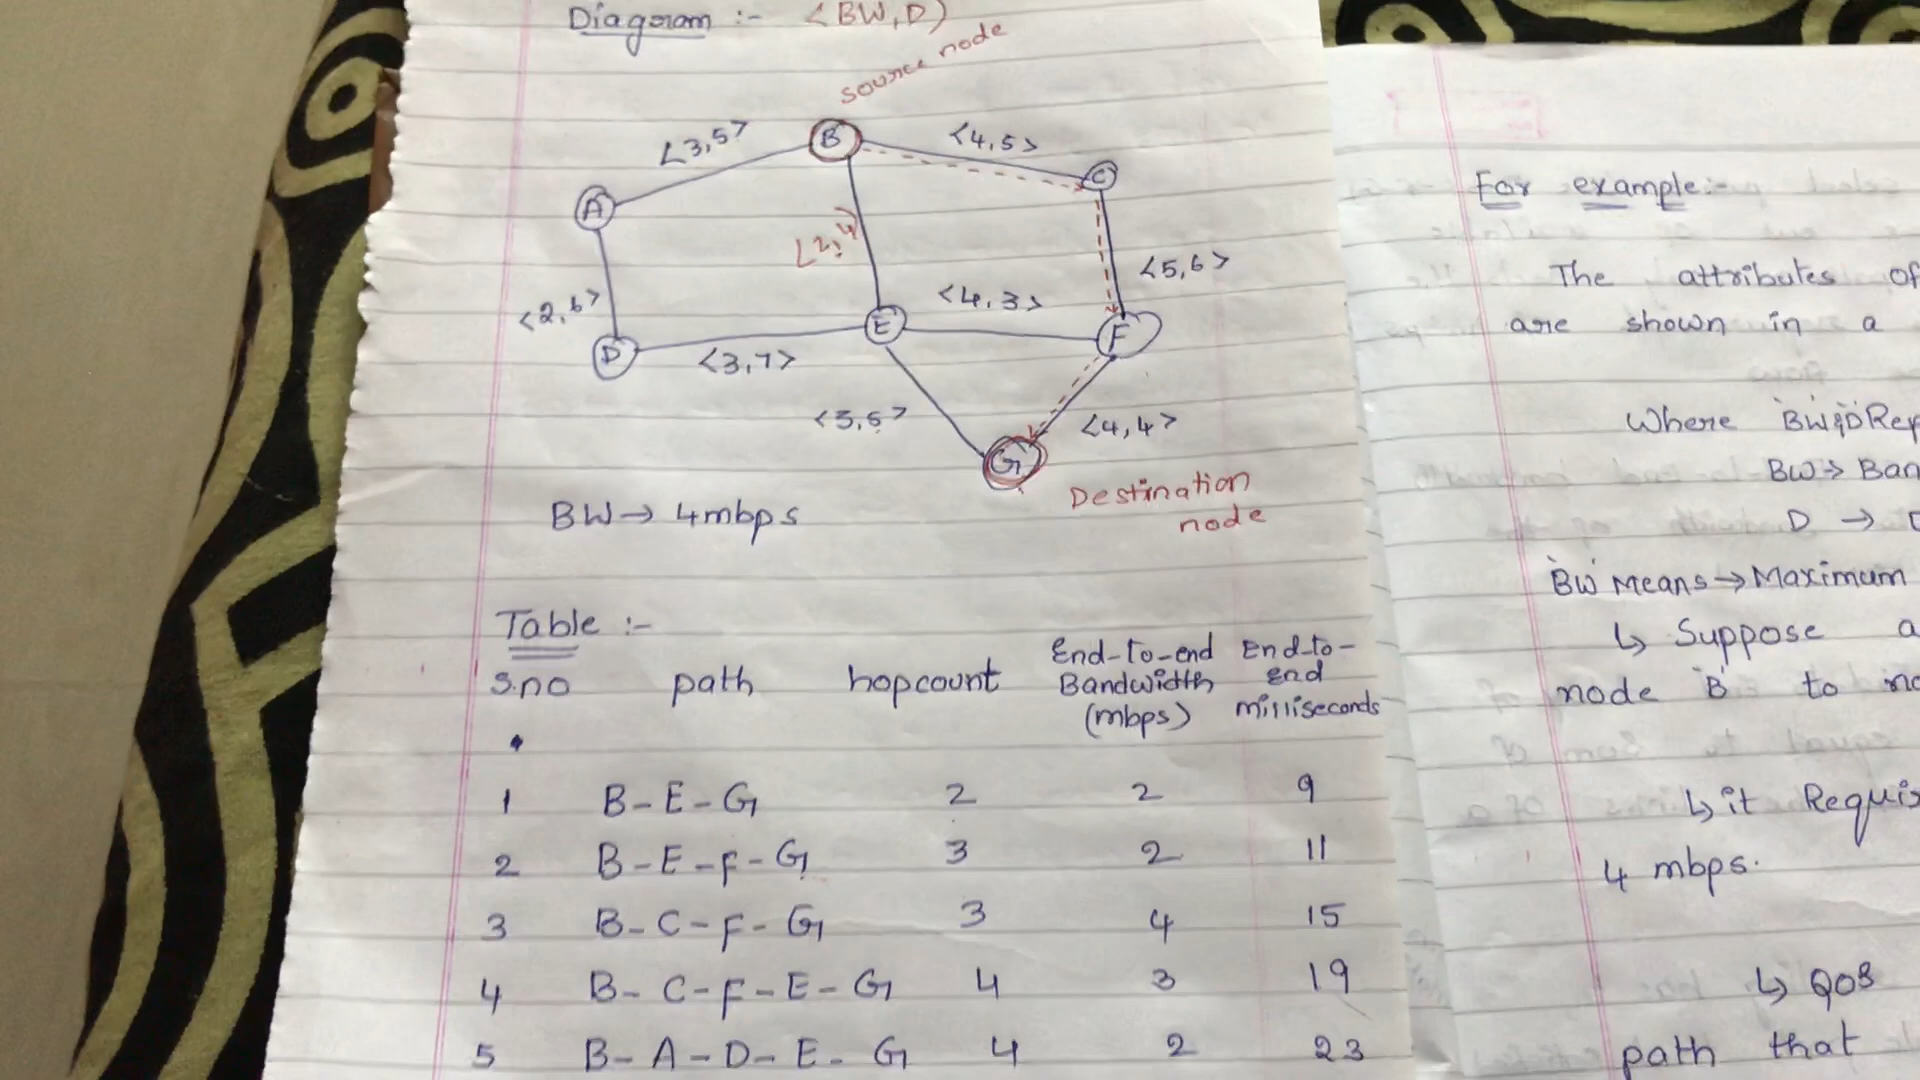 Diagram :- <BW, D>
source node
B
<3,5>
<4,5>
C
A
<2,4>
<5,6>
<4,3>
<2,6>
E
F
D
<3,7>
<3,5>
<4,4>
G
Destination
node
BW → 4mbps
Table :-
S.no path hopcount End-to-end Bandwidth (mbps) End-to-end milliseconds
1 B-E-G 2 2 9
2 B-E-F-G 3 2 11
3 B-C-F-G 3 4 15
4 B-C-F-E-G 4 3 19
5 B-A-D-E-G 4 2 23
For example:-
The attributes of
are shown in a
Where 'BW&D Rep
BW → Ban
D →
'BW' Means → Maximum
↳ Suppose a
node 'B' to no
↳ it Requir
4 mbps.
↳ QOS
path that